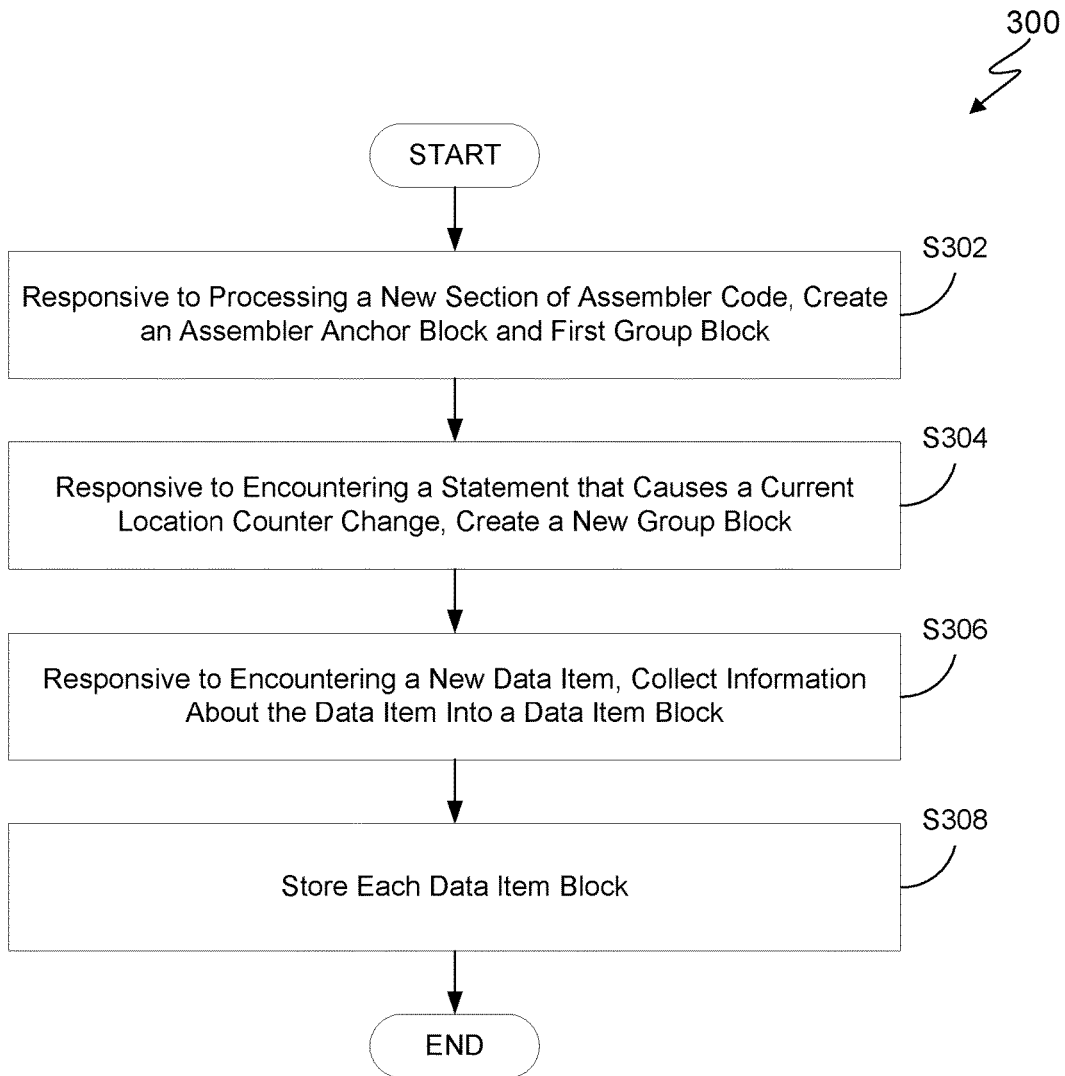 300
START
S302
Responsive to Processing a New Section of Assembler Code, Create
an Assembler Anchor Block and First Group Block
S304
Responsive to Encountering a Statement that Causes a Current
Location Counter Change, Create a New Group Block
S306
Responsive to Encountering a New Data Item, Collect Information
About the Data Item Into a Data Item Block
S308
Store Each Data Item Block
END